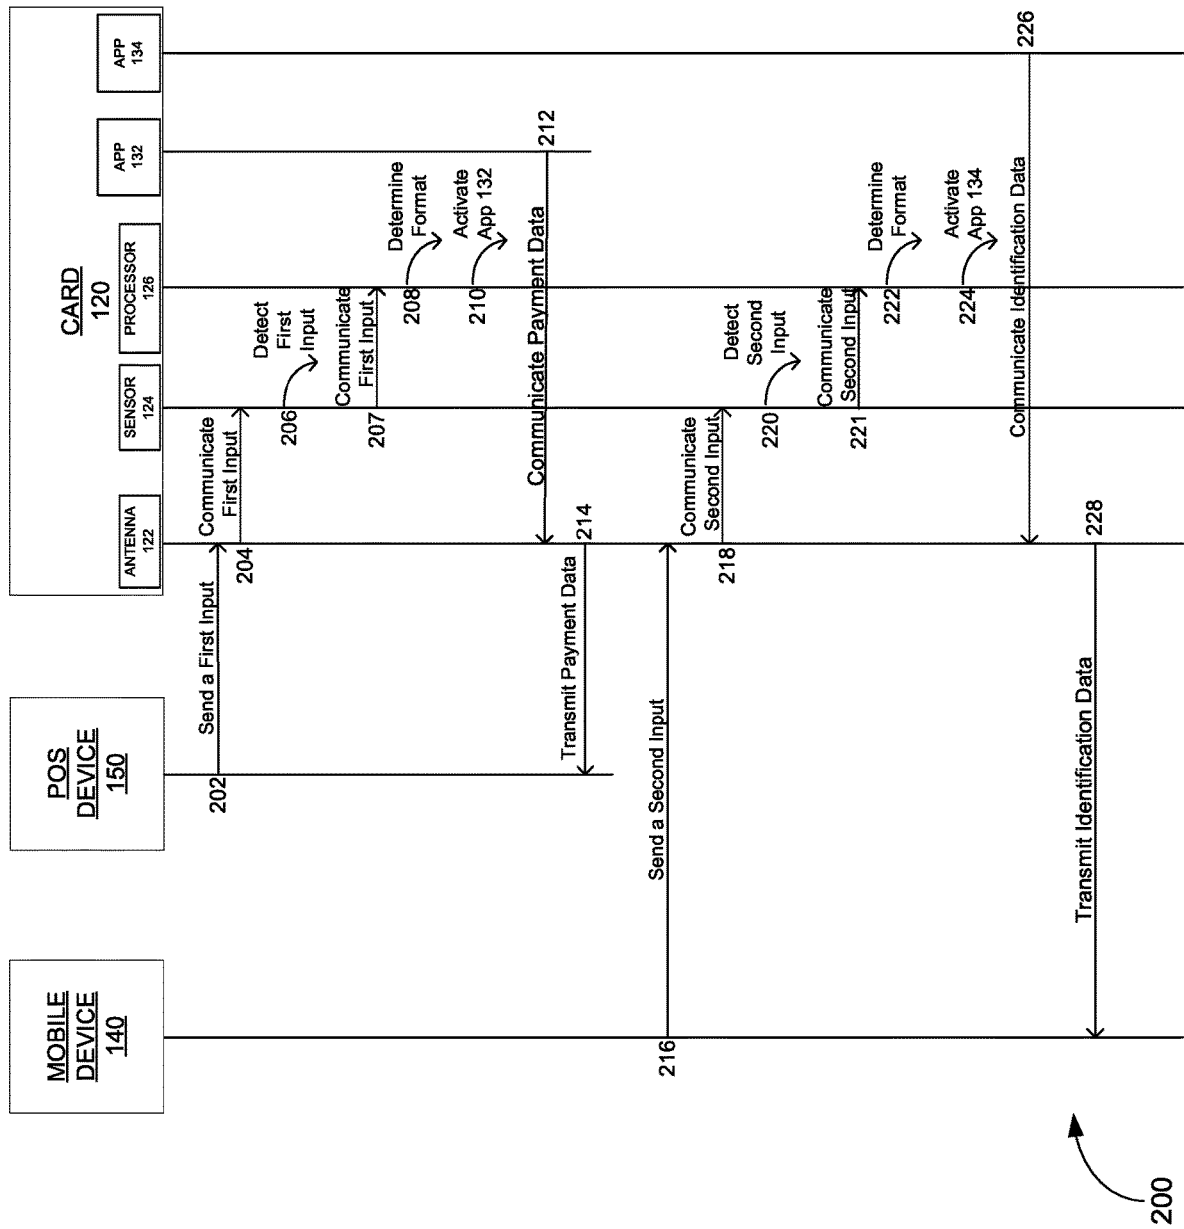 MOBILE
DEVICE
140
POS
DEVICE
150
CARD
120
ANTENNA
122
SENSOR
124
PROCESSOR
126
APP
132
APP
134
202
Send a First Input
204
Communicate
First Input
206
Detect
First
Input
207
Communicate
First Input
208
Determine
Format
210
Activate
App 132
212
Communicate Payment Data
214
Transmit Payment Data
216
Send a Second Input
218
Communicate
Second Input
220
Detect
Second
Input
221
Communicate
Second Input
222
Determine
Format
224
Activate
App 134
226
Communicate Identification Data
228
Transmit Identification Data
200